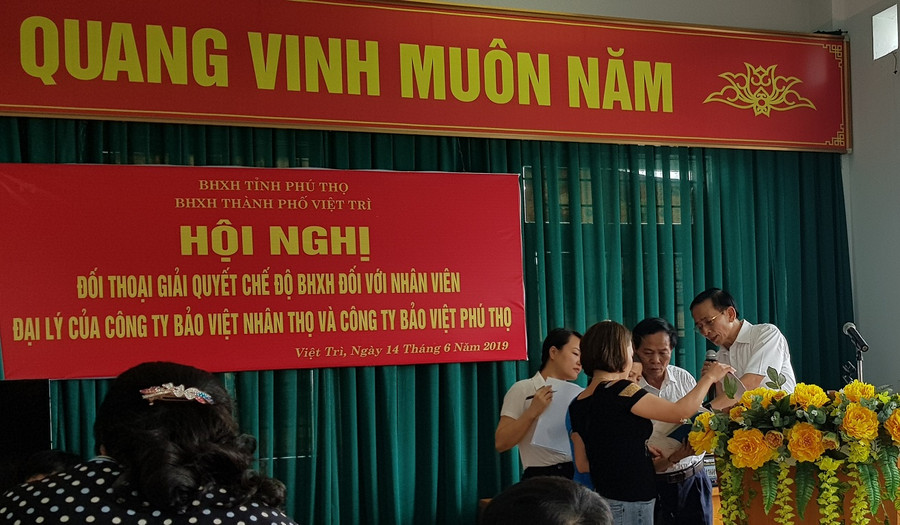 QUANG VINH MUÔN NĂM
BHXH TỈNH PHÚ THỌ
BHXH THÀNH PHỐ VIỆT TRÌ
HỘI NGHỊ
ĐỐI THOẠI GIẢI QUYẾT CHẾ ĐỘ BHXH ĐỐI VỚI NHÂN VIÊN
ĐẠI LÝ CỦA CÔNG TY BẢO VIỆT NHÂN THỌ VÀ CÔNG TY BẢO VIỆT PHÚ THỌ
Việt Trì, Ngày 14 Tháng 6 Năm 2019